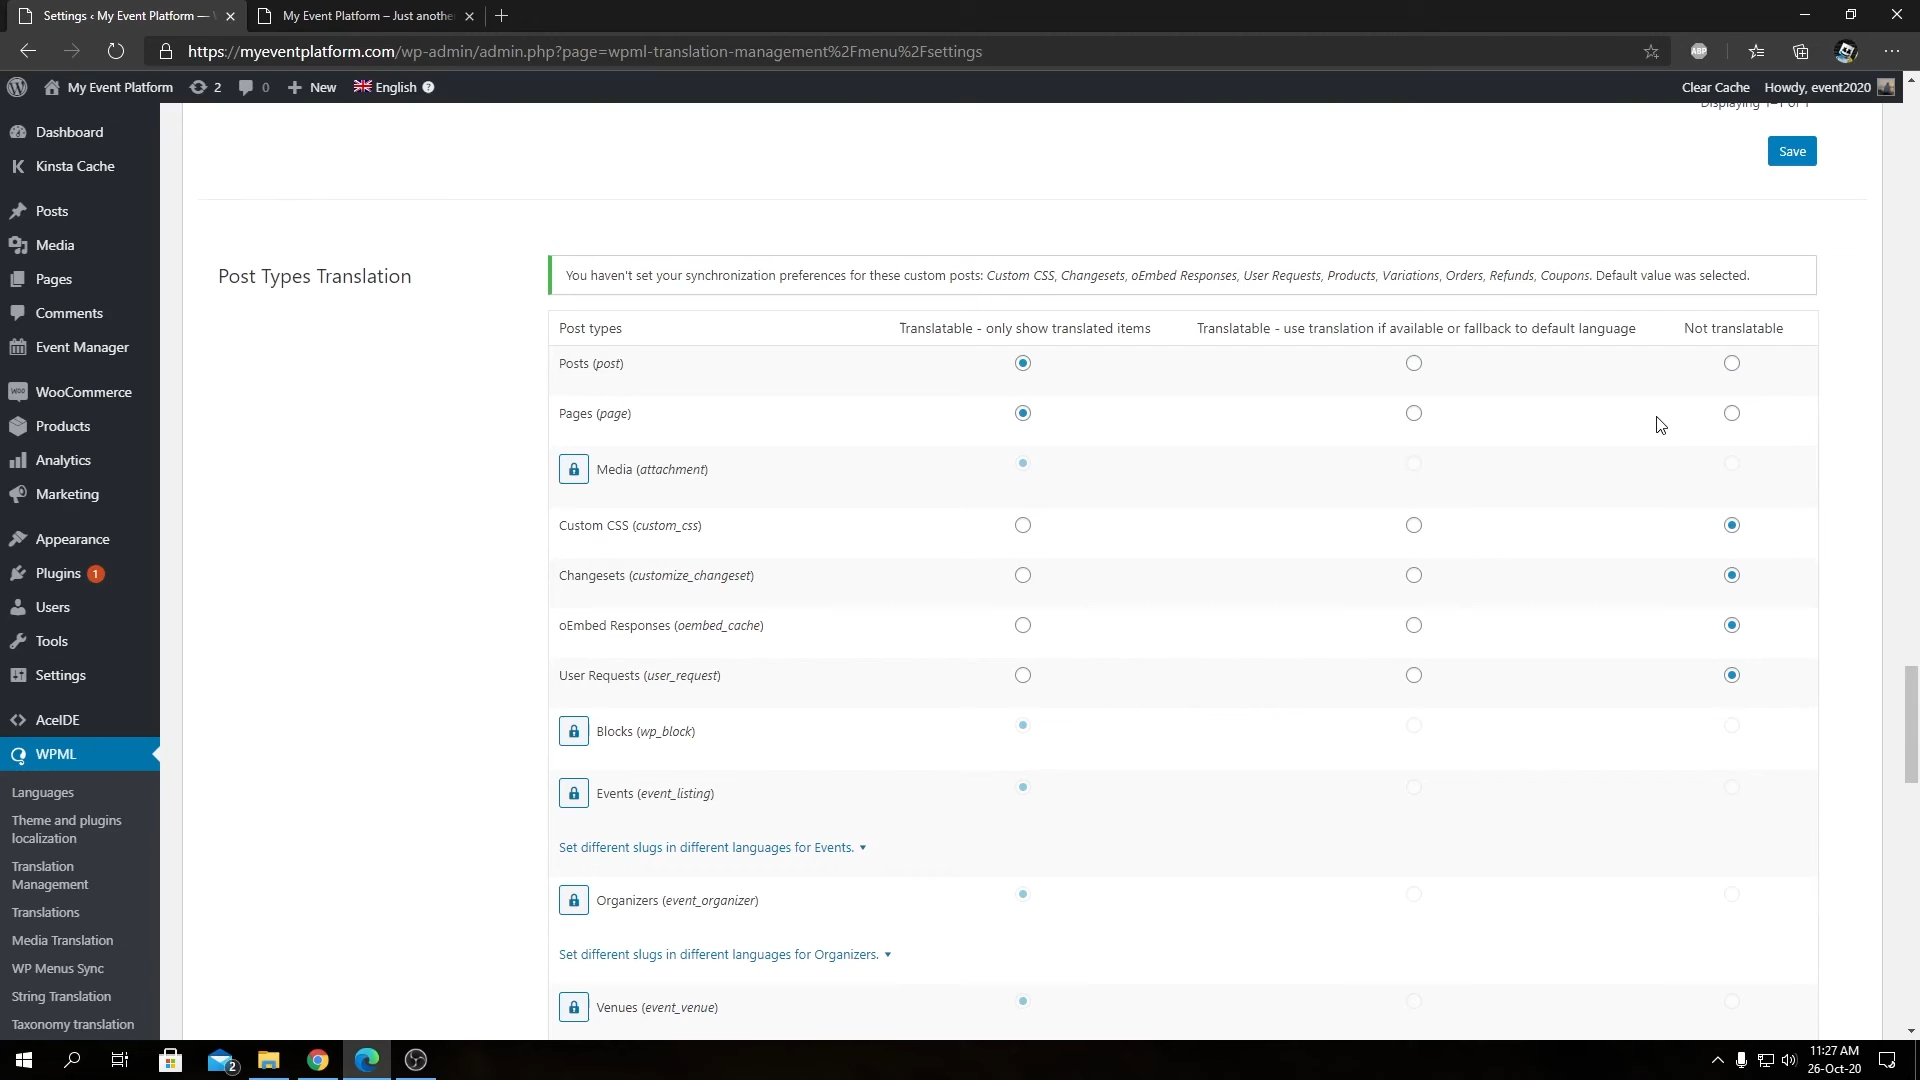 Settings ‹ My Event Platform —
My Event Platform – Just anothe
https://myeventplatform.com/wp-admin/admin.php?page=wpml-translation-management%2Fmenu%2Fsettings
ABP
My Event Platform 2 0 New English ?
Clear Cache Howdy, event2020
Displaying 1–1 of 1
Dashboard
Kinsta Cache
Posts
Media
Pages
Comments
Event Manager
WooCommerce
Products
Analytics
Marketing
Appearance
Plugins 1
Users
Tools
Settings
AceIDE
WPML
Languages
Theme and plugins
localization
Translation
Management
Translations
Media Translation
WP Menus Sync
String Translation
Taxonomy translation
Save
Post Types Translation
You haven't set your synchronization preferences for these custom posts: Custom CSS, Changesets, oEmbed Responses, User Requests, Products, Variations, Orders, Refunds, Coupons. Default value was selected.
Post types Translatable - only show translated items Translatable - use translation if available or fallback to default language Not translatable
Posts (post)
Pages (page)
Media (attachment)
Custom CSS (custom_css)
Changesets (customize_changeset)
oEmbed Responses (oembed_cache)
User Requests (user_request)
Blocks (wp_block)
Events (event_listing)
Set different slugs in different languages for Events.
Organizers (event_organizer)
Set different slugs in different languages for Organizers.
Venues (event_venue)
2
11:27 AM
26-Oct-20